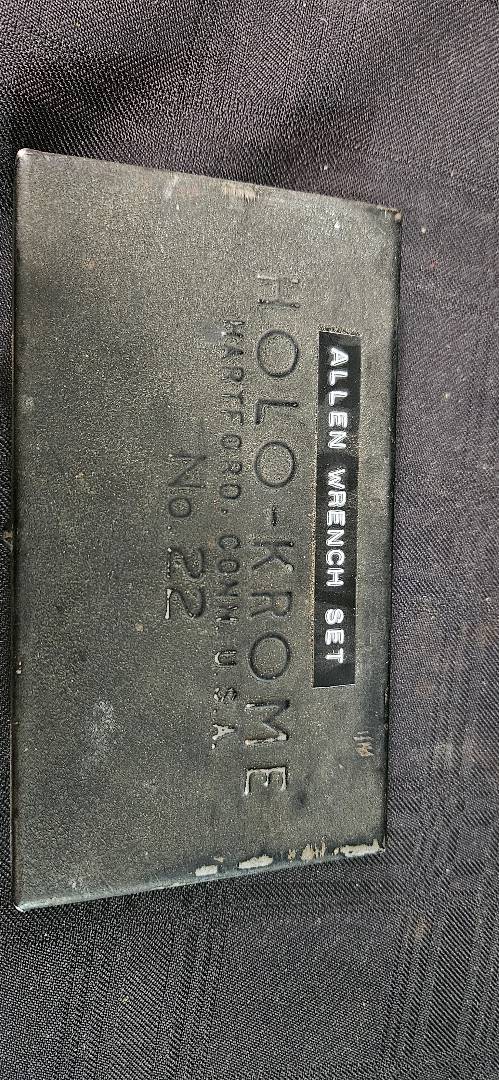 ALLEN WRENCH SET
HOLO-KROME
HARTFORD, CONN. U.S.A.
No. 22